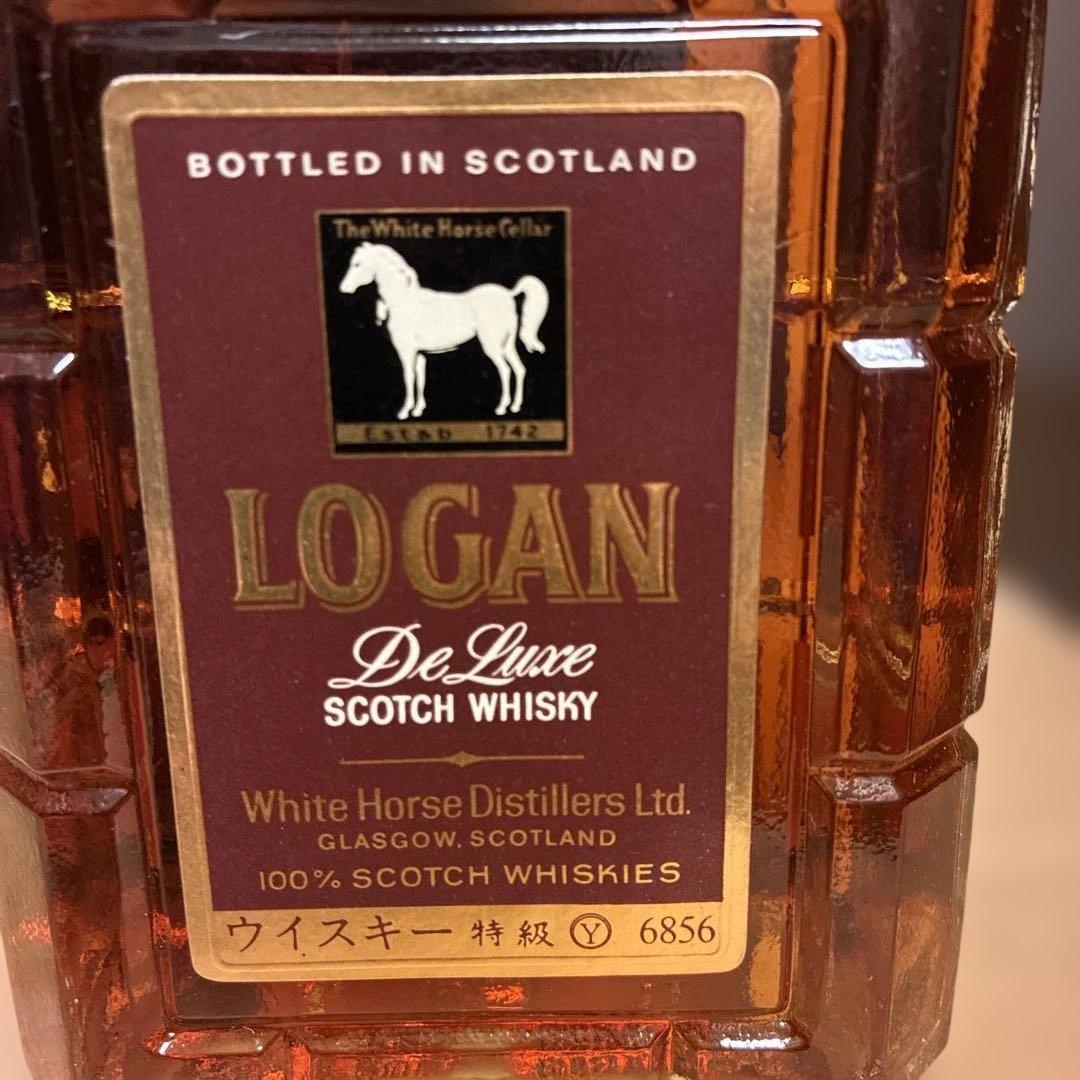 BOTTLED IN SCOTLAND
The White Horse Cellar
Estab 1742
LOGAN
De Luxe
SCOTCH WHISKY
White Horse Distillers Ltd.
GLASGOW, SCOTLAND
100% SCOTCH WHISKIES
ウイスキー 特級 Ⓨ 6856